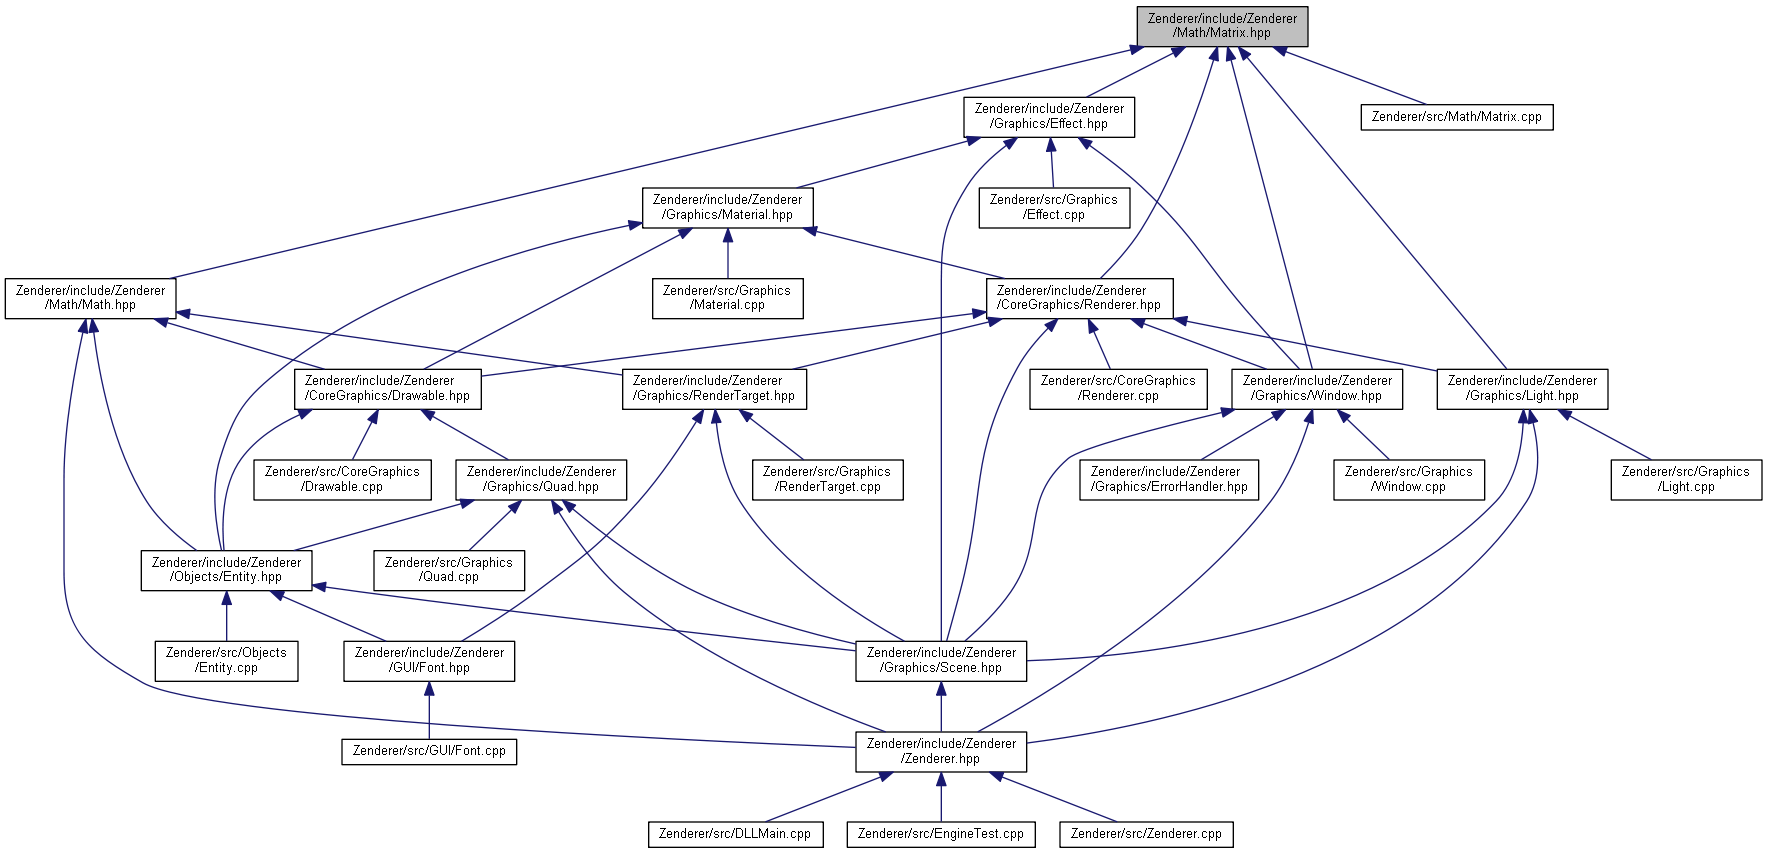 Zenderer/include/Zenderer
/Math/Matrix.hpp
Zenderer/include/Zenderer
/Graphics/Effect.hpp
Zenderer/src/Math/Matrix.cpp
Zenderer/include/Zenderer
/Graphics/Material.hpp
Zenderer/src/Graphics
/Effect.cpp
Zenderer/include/Zenderer
/Math/Math.hpp
Zenderer/src/Graphics
/Material.cpp
Zenderer/include/Zenderer
/CoreGraphics/Renderer.hpp
Zenderer/include/Zenderer
/CoreGraphics/Drawable.hpp
Zenderer/include/Zenderer
/Graphics/RenderTarget.hpp
Zenderer/src/CoreGraphics
/Renderer.cpp
Zenderer/include/Zenderer
/Graphics/Window.hpp
Zenderer/include/Zenderer
/Graphics/Light.hpp
Zenderer/src/CoreGraphics
/Drawable.cpp
Zenderer/include/Zenderer
/Graphics/Quad.hpp
Zenderer/src/Graphics
/RenderTarget.cpp
Zenderer/include/Zenderer
/Graphics/ErrorHandler.hpp
Zenderer/src/Graphics
/Window.cpp
Zenderer/src/Graphics
/Light.cpp
Zenderer/include/Zenderer
/Objects/Entity.hpp
Zenderer/src/Graphics
/Quad.cpp
Zenderer/src/Objects
/Entity.cpp
Zenderer/include/Zenderer
/GUI/Font.hpp
Zenderer/include/Zenderer
/Graphics/Scene.hpp
Zenderer/src/GUI/Font.cpp
Zenderer/include/Zenderer
/Zenderer.hpp
Zenderer/src/DLLMain.cpp
Zenderer/src/EngineTest.cpp
Zenderer/src/Zenderer.cpp